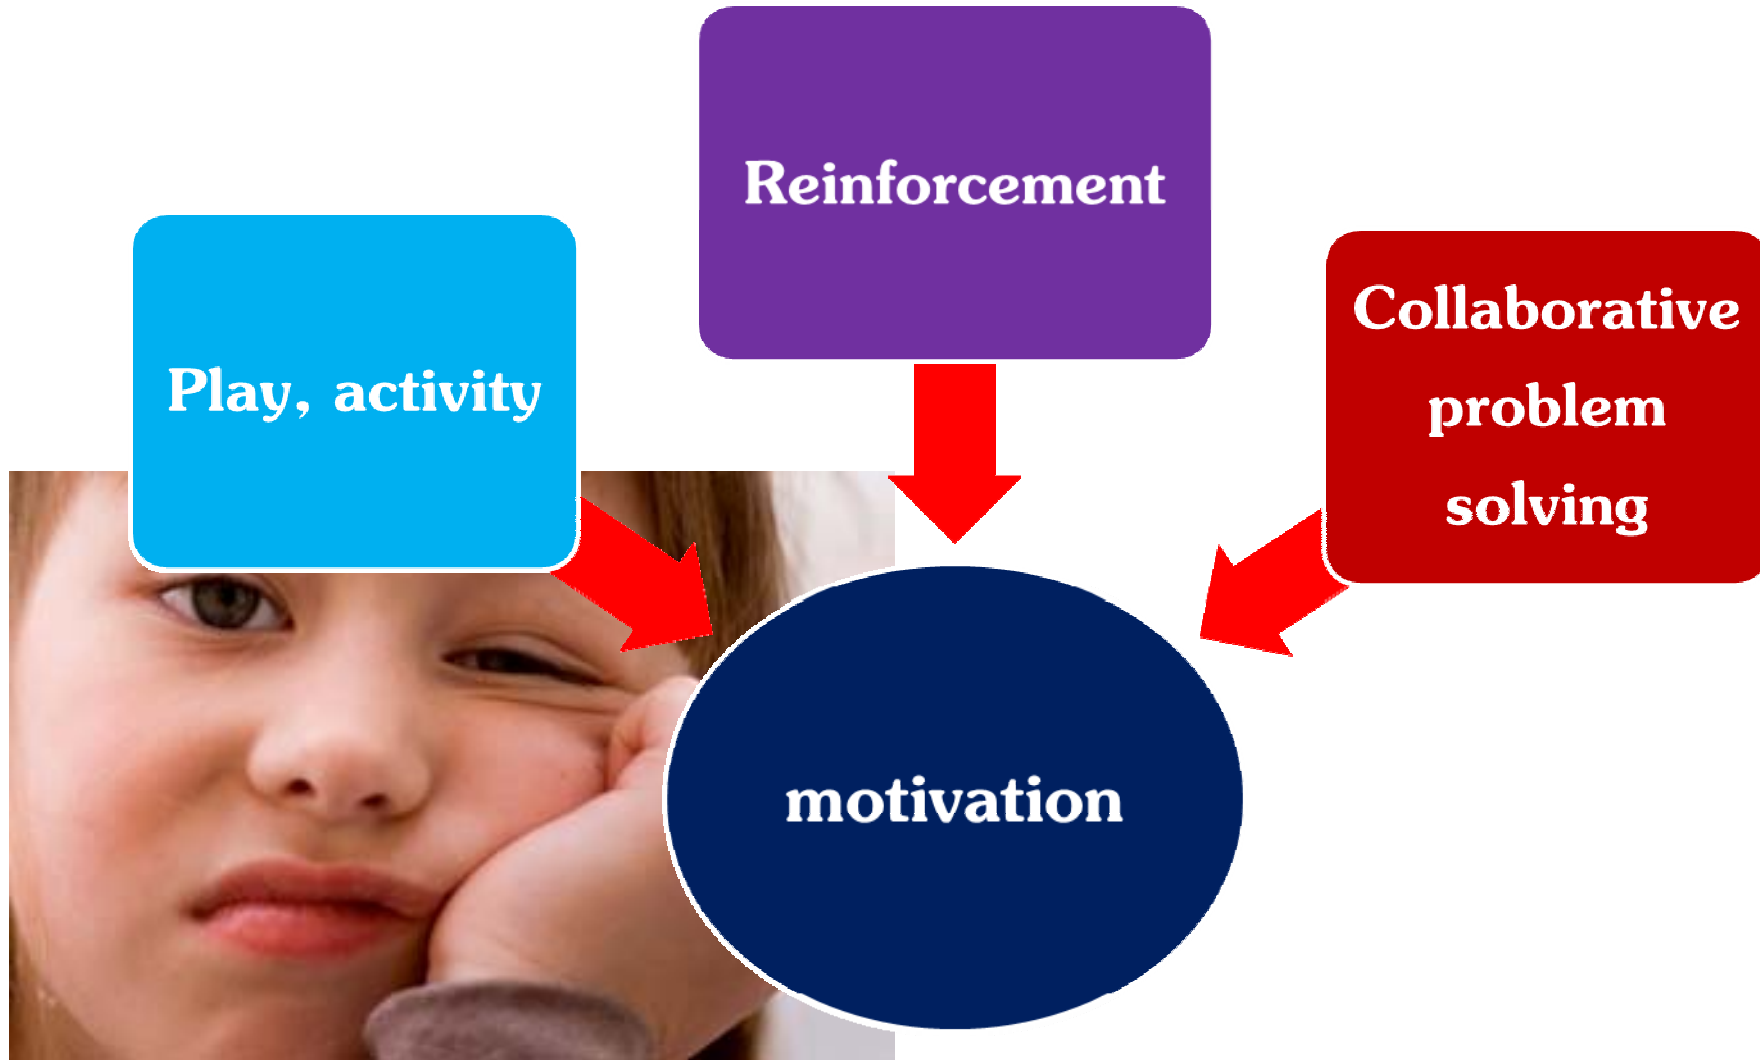 Reinforcement
Play, activity
Collaborative
problem
solving
motivation